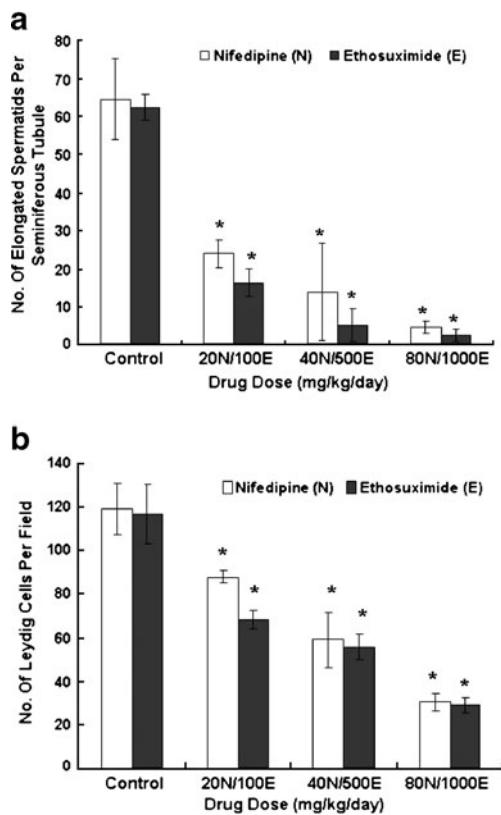 a
Nifedipine (N) Ethosuximide (E)
No. Of Elongated Spermatids Per
Seminiferous Tubule
80
70
60
50
40
30
20
10
0
* * * * * *
Control 20N/100E 40N/500E 80N/1000E
Drug Dose (mg/kg/day)
b
Nifedipine (N) Ethosuximide (E)
No. Of Leydig Cells Per Field
140
120
100
80
60
40
20
0
* * * * * *
Control 20N/100E 40N/500E 80N/1000E
Drug Dose (mg/kg/day)